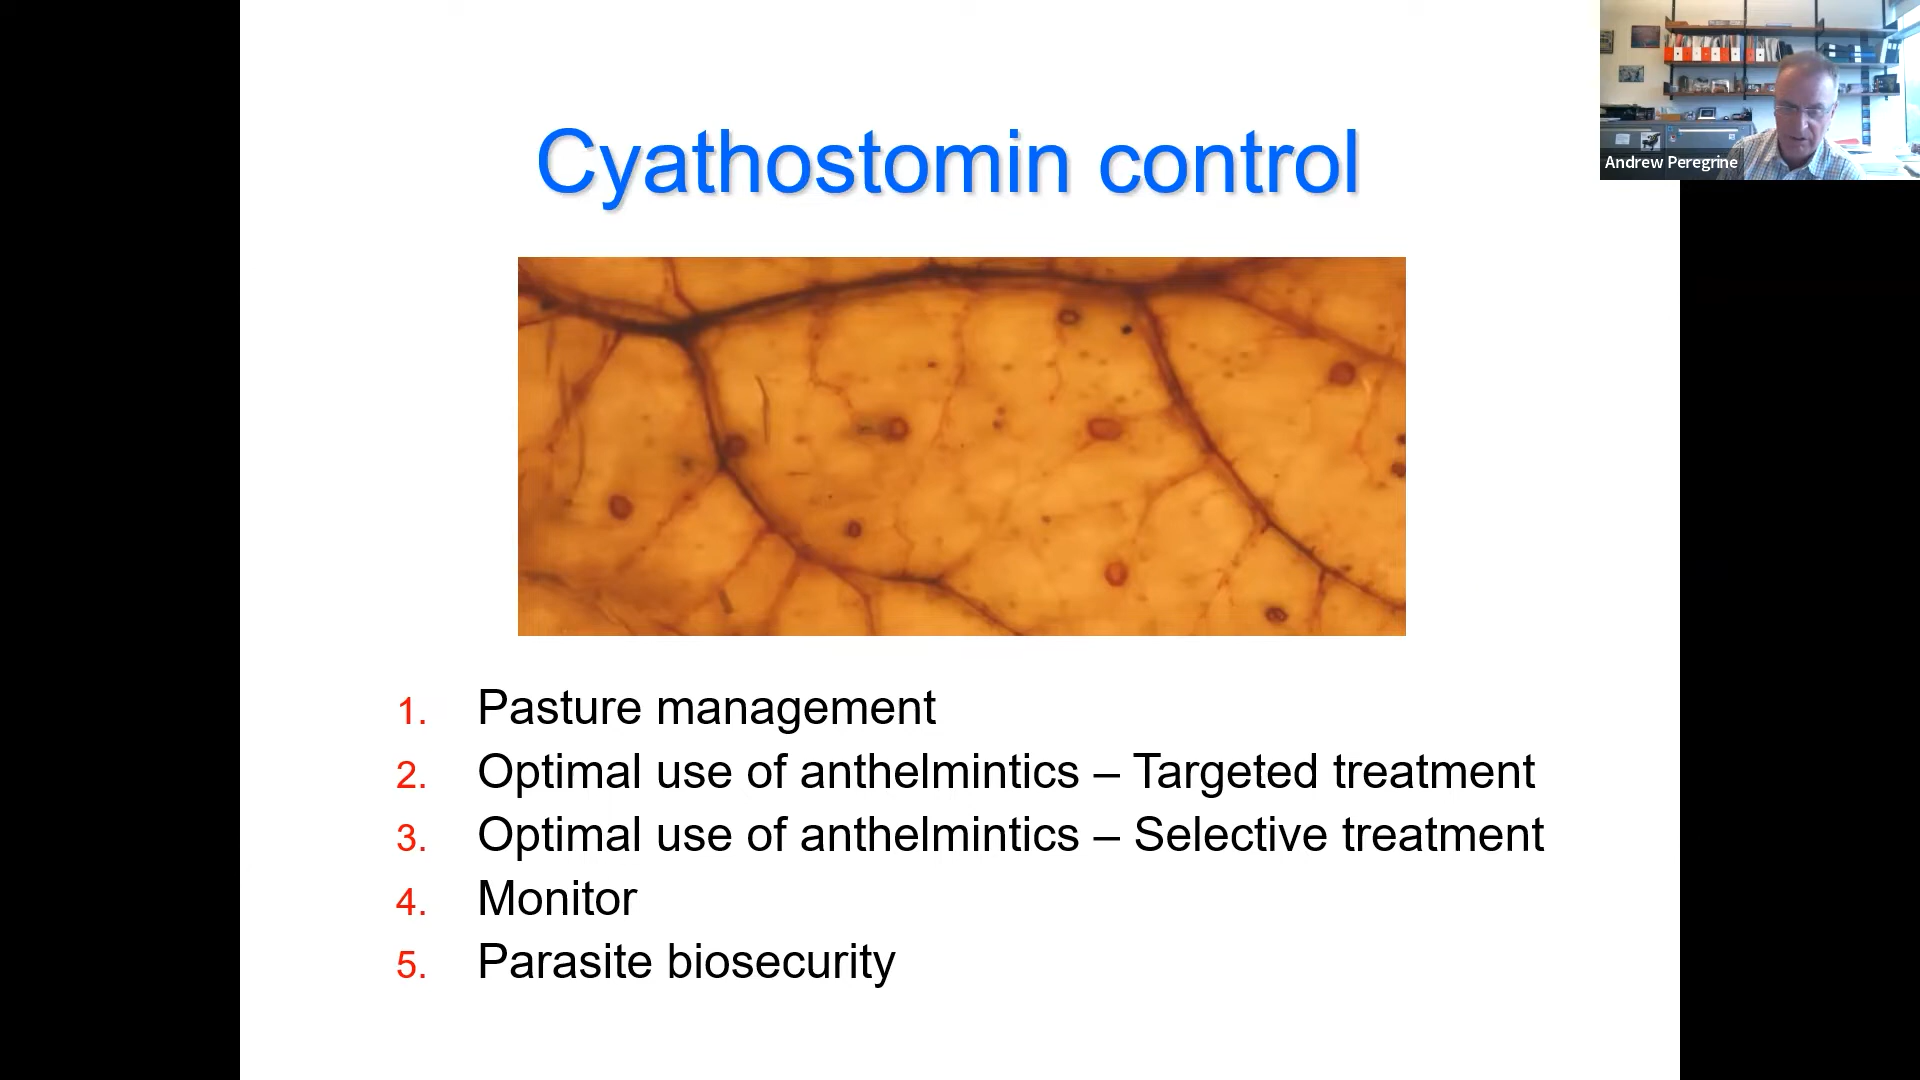 Cyathostomin control
Andrew Peregrine
1. Pasture management
2. Optimal use of anthelmintics – Targeted treatment
3. Optimal use of anthelmintics – Selective treatment
4. Monitor
5. Parasite biosecurity